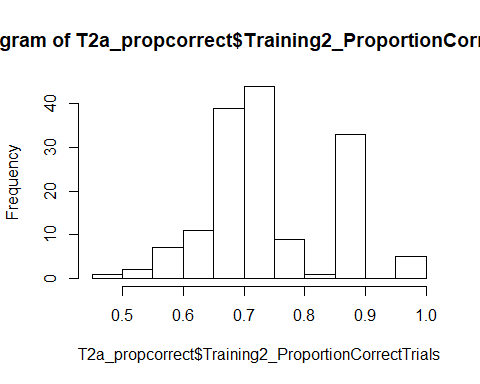 gram of T2a_propcorrect$Training2_ProportionCorr
Frequency
40
30
20
10
0
0.5 0.6 0.7 0.8 0.9 1.0
T2a_propcorrect$Training2_ProportionCorrectTrials